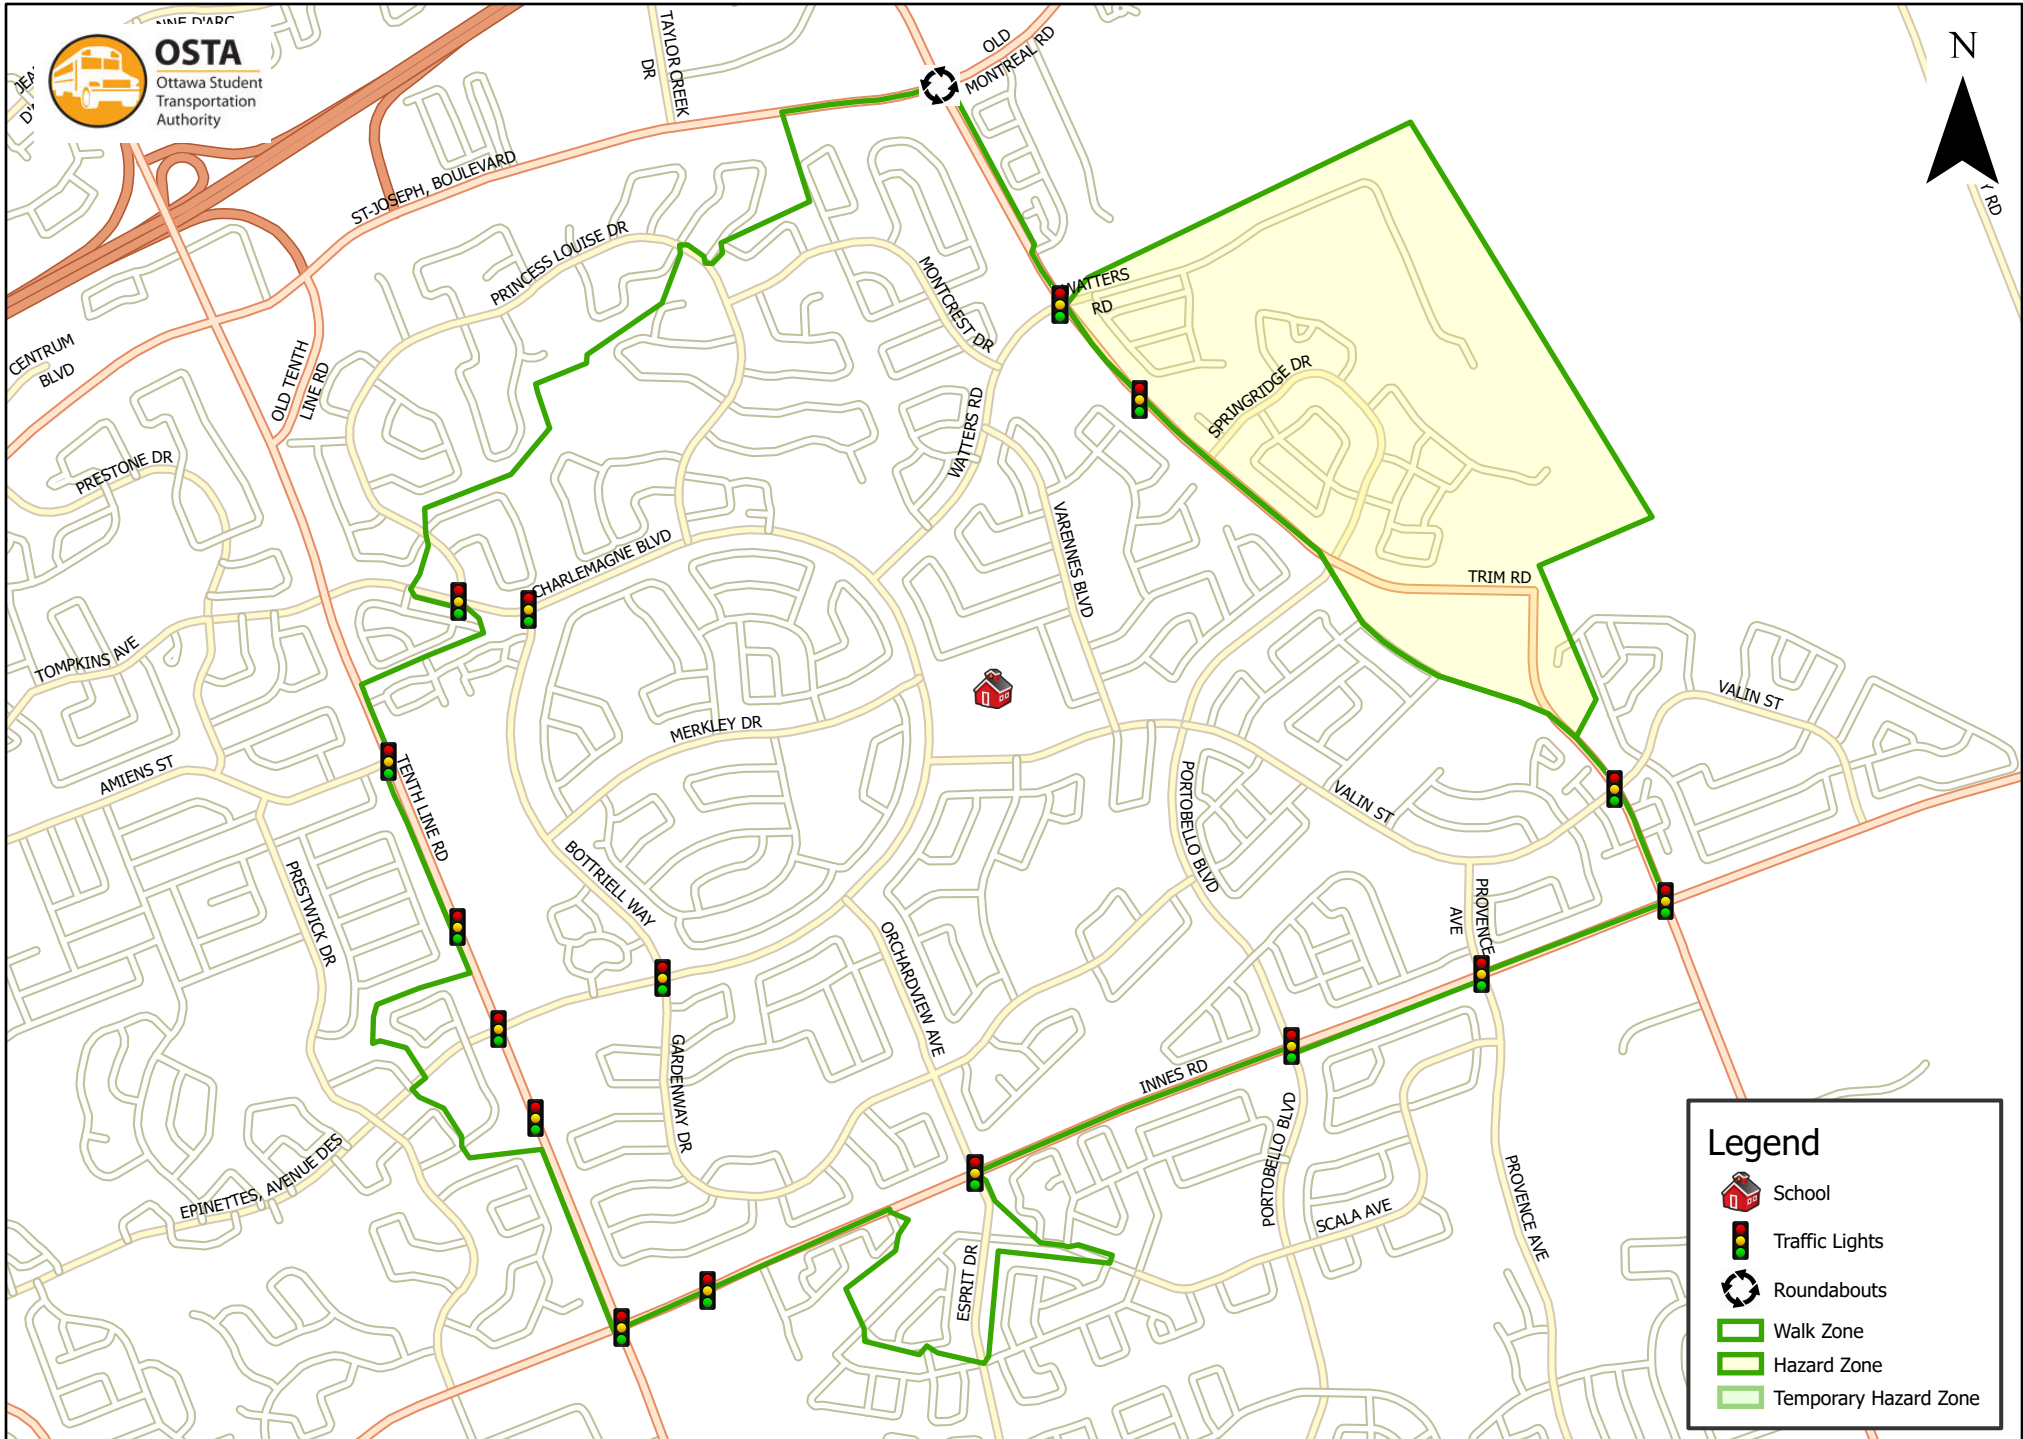 NNE D'ARC
OSTA
Ottawa Student
Transportation
Authority
TAYLOR CREEK
DR
OLD
MONTREAL RD
N
Y RD
ST-JOSEPH, BOULEVARD
PRINCESS LOUISE DR
MONTCREST DR
WATTERS
RD
CENTRUM
BLVD
OLD TENTH
LINE RD
SPRINGRIDGE DR
WATTERS RD
PRESTONE DR
VARENNES BLVD
CHARLEMAGNE BLVD
TRIM RD
TOMPKINS AVE
VALIN ST
MERKLEY DR
AMIENS ST
TENTH LINE RD
PORTOBELLO BLVD
VALIN ST
BOTTRIELL WAY
PRESTWICK DR
PROVENCE
AVE
ORCHARDVIEW AVE
GARDENWAY DR
INNES RD
PORTOBELLO BLVD
EPINETTES, AVENUE DES
SCALA AVE
PROVENCE AVE
ESPRIT DR
Legend
School
Traffic Lights
Roundabouts
Walk Zone
Hazard Zone
Temporary Hazard Zone